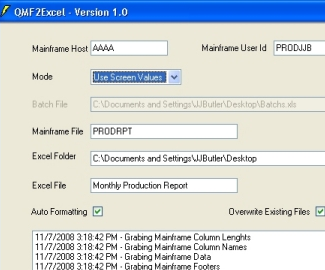 QMF2Excel - Version 1.0
Mainframe Host AAAA Mainframe User Id PRODJJB
Mode Use Screen Values
Batch File C:\Documents and Settings\JJButler\Desktop\Batchs.xls
Mainframe File PRODRPT
Excel Folder C:\Documents and Settings\JJButler\Desktop
Excel File Monthly Production Report
Auto Formatting Overwrite Existing Files
11/7/2008 3:18:42 PM - Grabing Mainframe Column Lenghts
11/7/2008 3:18:42 PM - Grabing Mainframe Column Names
11/7/2008 3:18:42 PM - Grabing Mainframe Data
11/7/2008 3:18:42 PM - Grabing Mainframe Footers